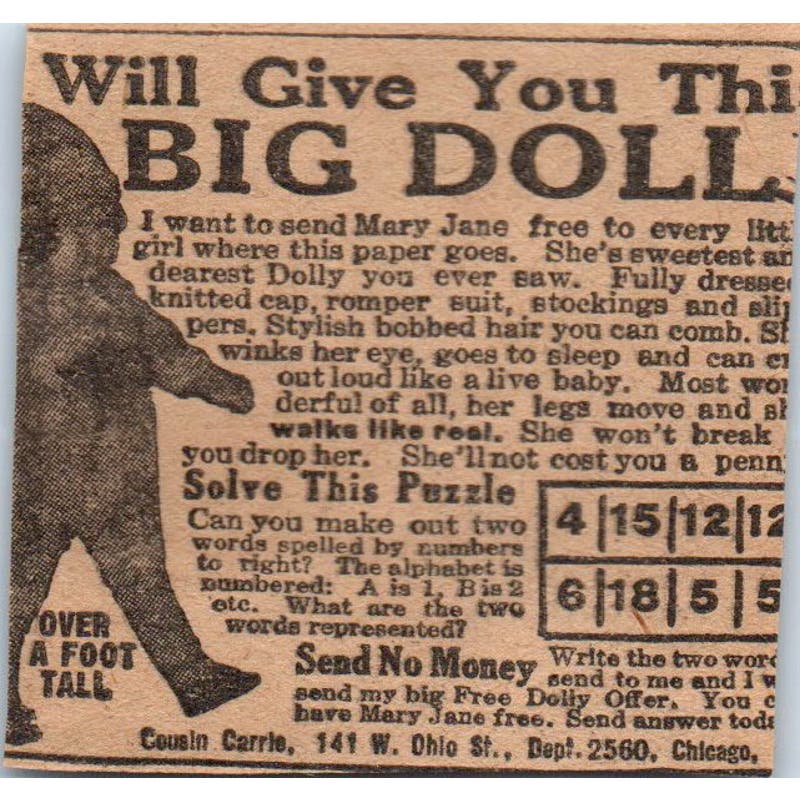 Will Give You Thi
BIG DOLL
I want to send Mary Jane free to every litt
girl where this paper goes. She's sweetest an
dearest Dolly you ever saw. Fully dresse
knitted cap, romper suit, stockings and slip
pers. Stylish bobbed hair you can comb. Sh
winks her eye, goes to sleep and can cr
out loud like a live baby. Most won
derful of all, her legs move and sh
walks like real. She won't break
you drop her. She'll not cost you a penn
Solve This Puzzle
Can you make out two
words spelled by numbers
to right? The alphabet is
numbered: A is 1, B is 2
etc. What are the two
words represented?
4|15|12|12
6|18|5|5
OVER
A FOOT
TALL
Send No Money
Write the two word
send to me and I w
send my big Free Dolly Offer. You c
have Mary Jane free. Send answer toda
Cousin Carrie, 141 W. Ohio St., Dept. 2560, Chicago,